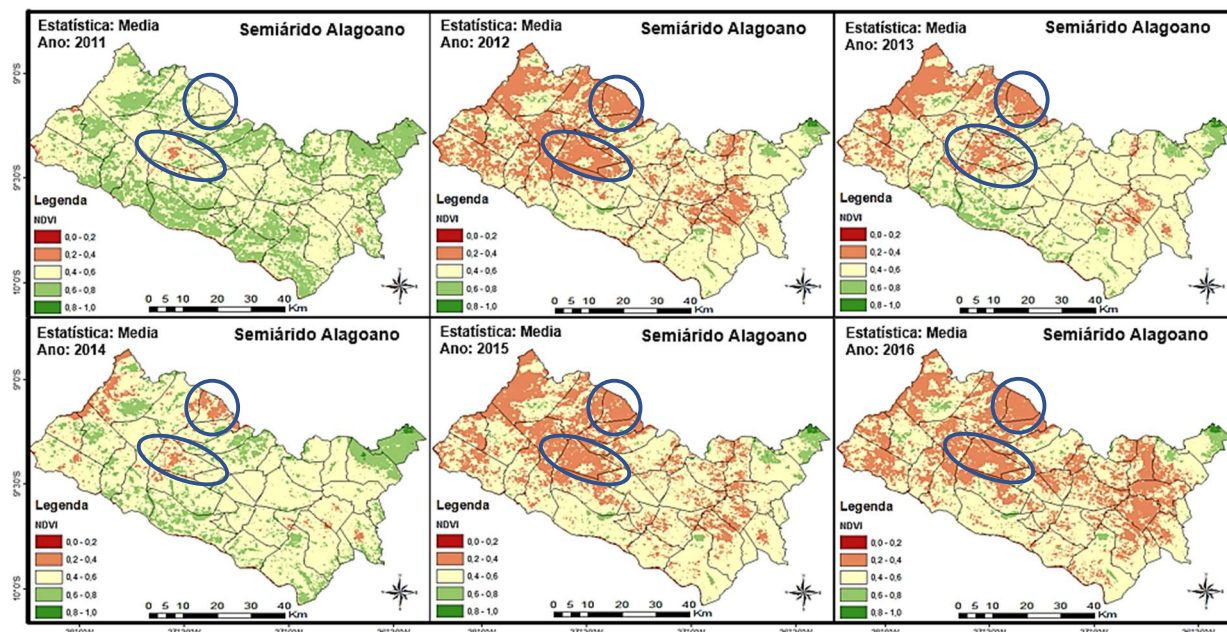 Estatística: Media
Ano: 2011
Semiárido Alagoano
Legenda
NDVI
0,0 - 0,2
0,2 - 0,4
0,4 - 0,6
0,6 - 0,8
0,8 - 1,0
0 5 10 20 30 40
Km
Estatística: Media
Ano: 2012
Semiárido Alagoano
Legenda
NDVI
0,0 - 0,2
0,2 - 0,4
0,4 - 0,6
0,6 - 0,8
0,8 - 1,0
0 5 10 20 30 40
Km
Estatística: Media
Ano: 2013
Semiárido Alagoano
Legenda
NDVI
0,0 - 0,2
0,2 - 0,4
0,4 - 0,6
0,6 - 0,8
0,8 - 1,0
0 5 10 20 30 40
Km
Estatística: Media
Ano: 2014
Semiárido Alagoano
Legenda
NDVI
0,0 - 0,2
0,2 - 0,4
0,4 - 0,6
0,6 - 0,8
0,8 - 1,0
0 5 10 20 30 40
Km
Estatística: Media
Ano: 2015
Semiárido Alagoano
Legenda
NDVI
0,0 - 0,2
0,2 - 0,4
0,4 - 0,6
0,6 - 0,8
0,8 - 1,0
0 5 10 20 30 40
Km
Estatística: Media
Ano: 2016
Semiárido Alagoano
Legenda
NDVI
0,0 - 0,2
0,2 - 0,4
0,4 - 0,6
0,6 - 0,8
0,8 - 1,0
0 5 10 20 30 40
Km